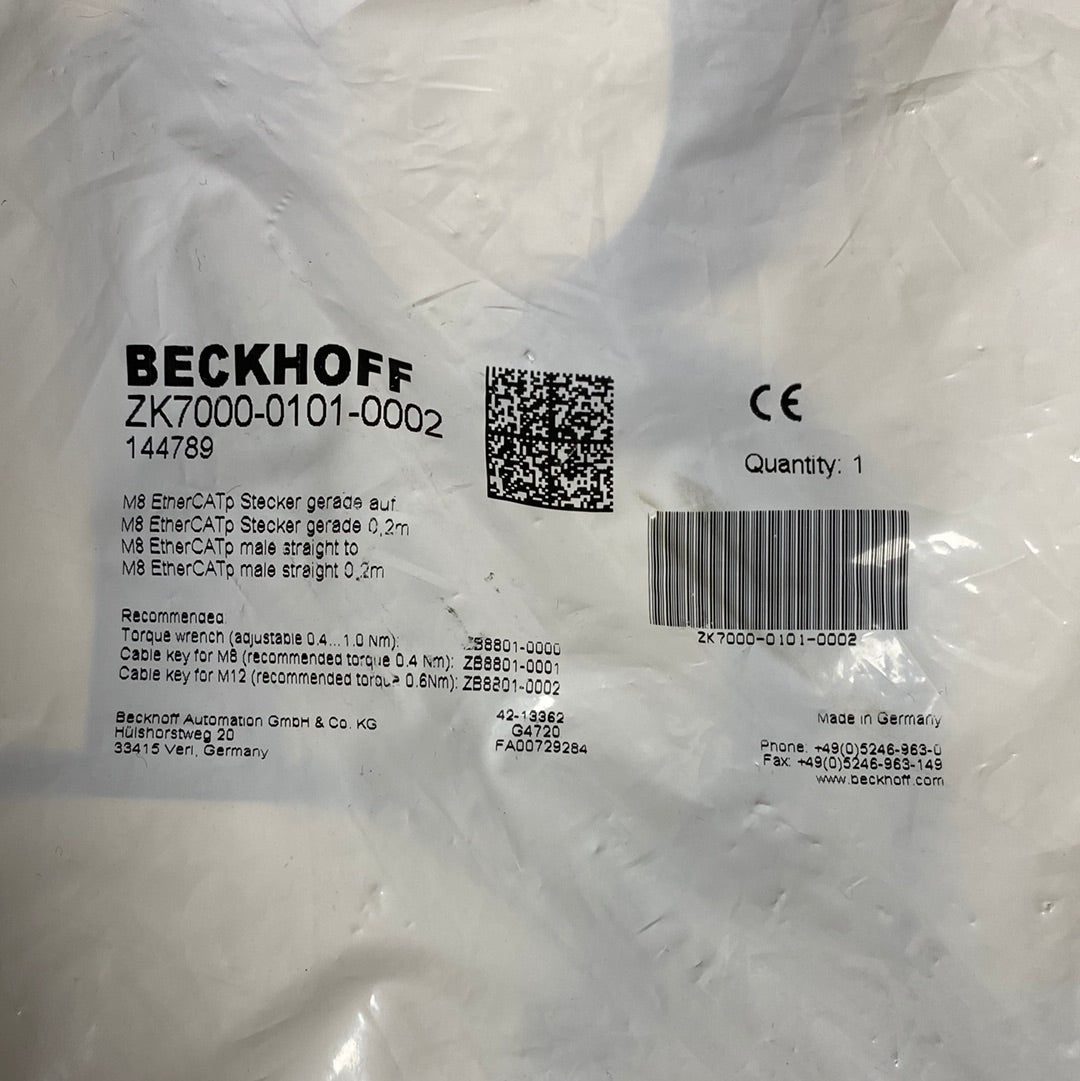 BECKHOFF
ZK7000-0101-0002
144789
M8 EtherCATp Stecker gerade auf
M8 EtherCATp Stecker gerade 0,2m
M8 EtherCATp male straight to
M8 EtherCATp male straight 0,2m
Recommended
Torque wrench (adjustable 0.4...1.0 Nm): ZB8801-0000
Cable key for M8 (recommended torque 0.4 Nm): ZB8801-0001
Cable key for M12 (recommended torque 0.6Nm): ZB8801-0002
Beckhoff Automation GmbH & Co. KG
Hülshorstweg 20
33415 Verl, Germany
42-13362
G4720
FA00729284
CE
Quantity: 1
ZK7000-0101-0002
Made in Germany
Phone: +49(0)5246-963-0
Fax: +49(0)5246-963-149
www.beckhoff.com